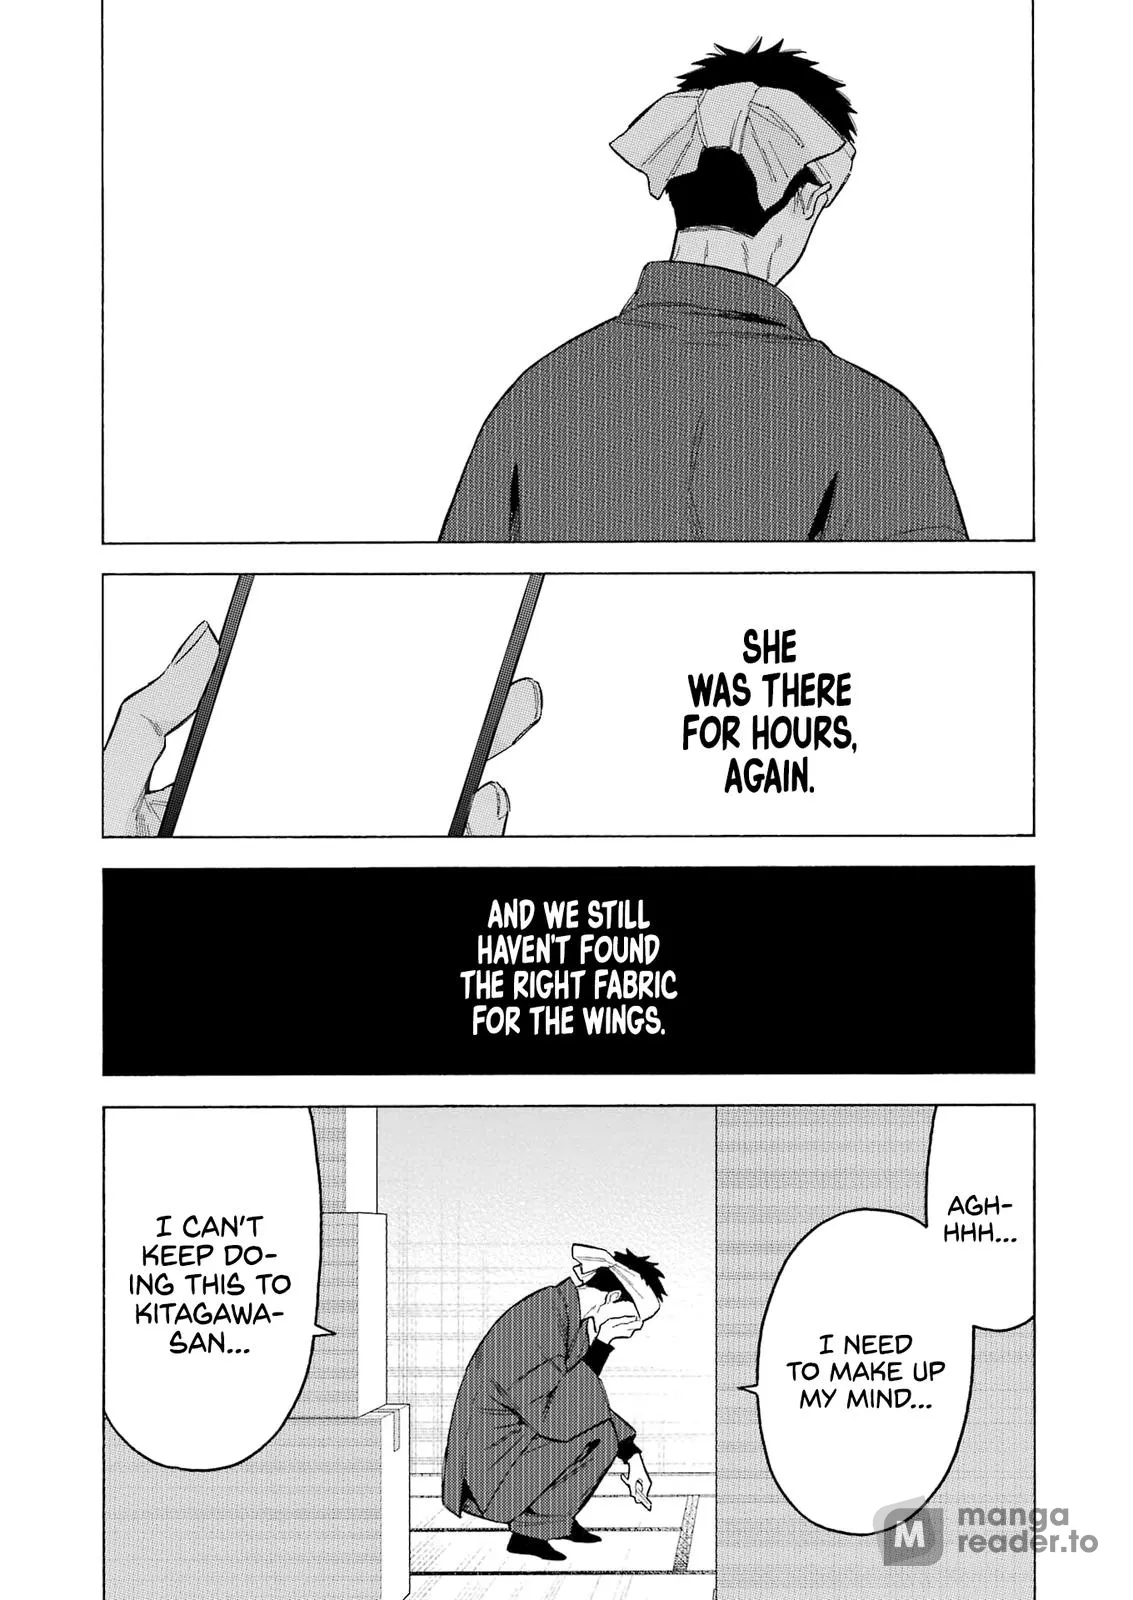 SHE
WAS THERE
FOR HOURS,
AGAIN.
AND WE STILL
HAVEN'T FOUND
THE RIGHT FABRIC
FOR THE WINGS.
AGH-
HHH...
I NEED
TO MAKE UP
MY MIND...
I CAN'T
KEEP DO-
ING THIS TO
KITAGAWA-
SAN...
M manga
reader.to